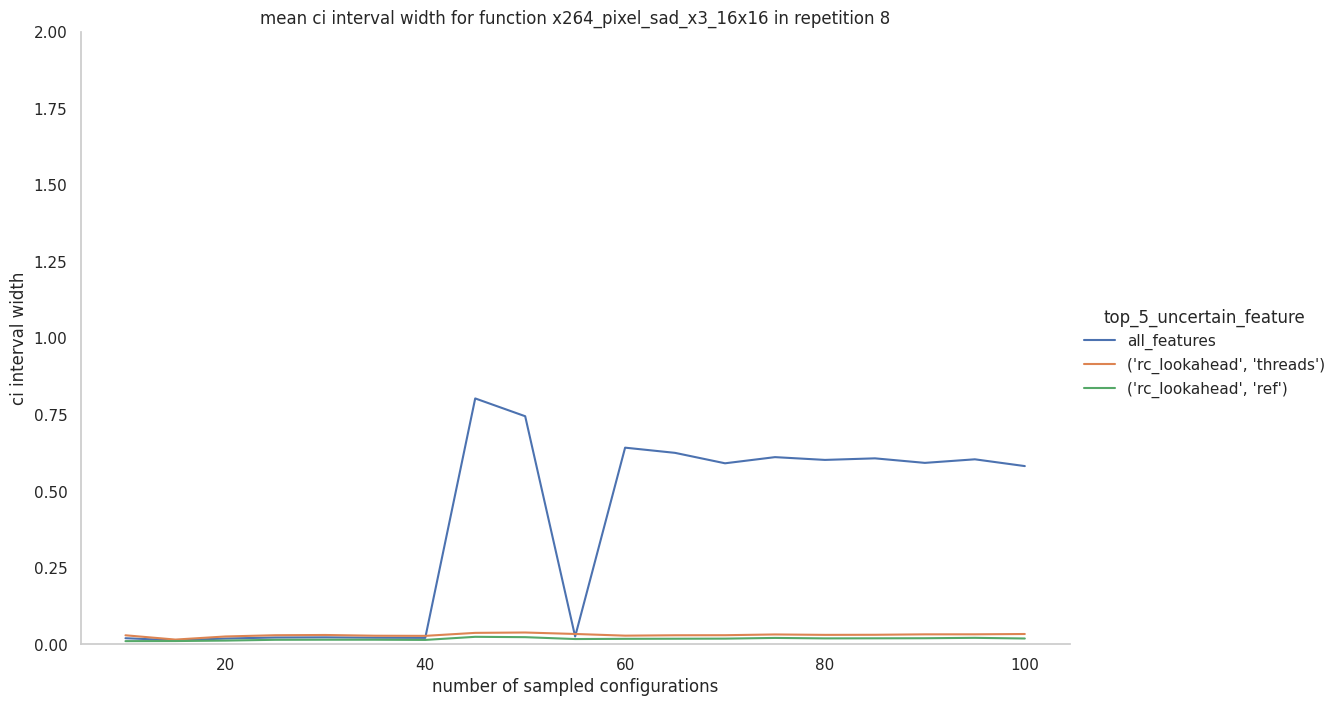 mean ci interval width for function x264_pixel_sad_x3_16x16 in repetition 8
2.00
1.75
1.50
1.25
1.00
0.75
0.50
0.25
0.00
ci interval width
20
40
60
80
100
number of sampled configurations
top_5_uncertain_feature
all_features
('rc_lookahead', 'threads')
('rc_lookahead', 'ref')